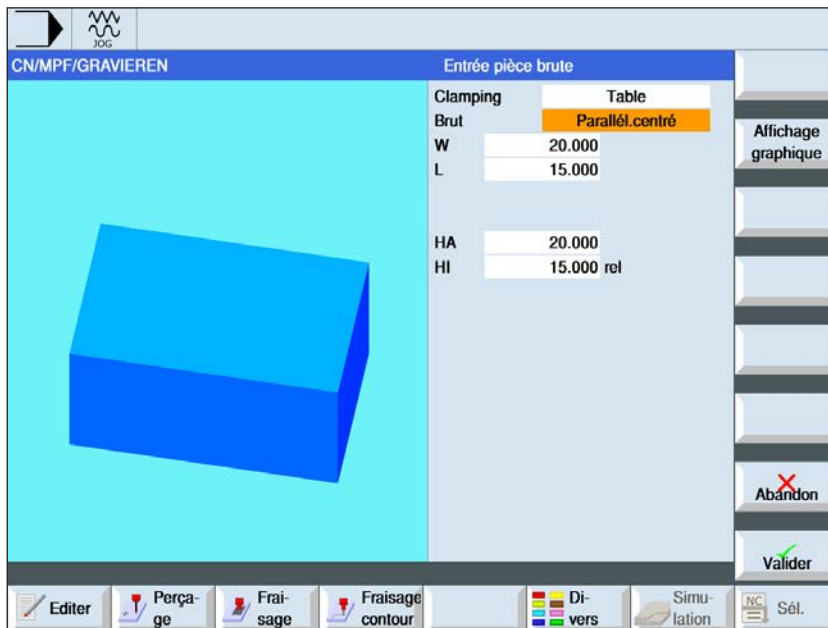 JOG
CN/MPF/GRAVIEREN
Entrée pièce brute
Clamping Table
Brut Parallél.centré
W 20.000
L 15.000
HA 20.000
HI 15.000 rel
Affichage
graphique
Abandon
Valider
Editer
Perça-
ge
Frai-
sage
Fraisage
contour
Di-
vers
Simu-
lation
NC
Sél.